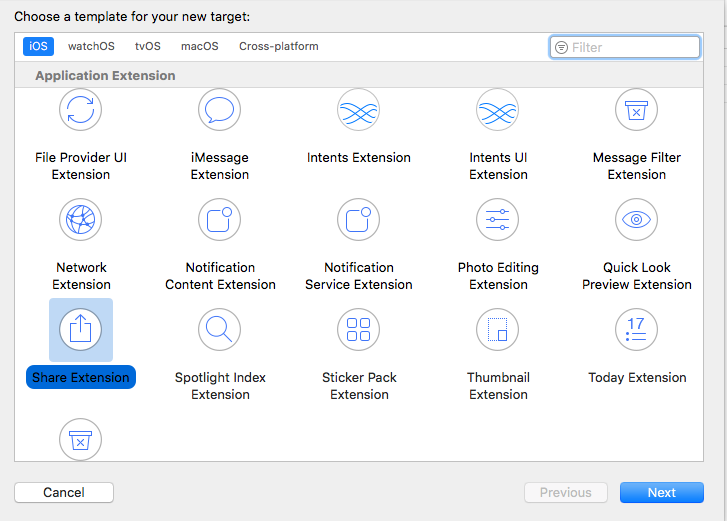 Choose a template for your new target:
iOS watchOS tvOS macOS Cross-platform Filter
Application Extension
File Provider UI
Extension
iMessage
Extension
Intents Extension
Intents UI
Extension
Message Filter
Extension
Network
Extension
Notification
Content Extension
Notification
Service Extension
Photo Editing
Extension
Quick Look
Preview Extension
17
Share Extension
Spotlight Index
Extension
Sticker Pack
Extension
Thumbnail
Extension
Today Extension
Cancel Previous Next